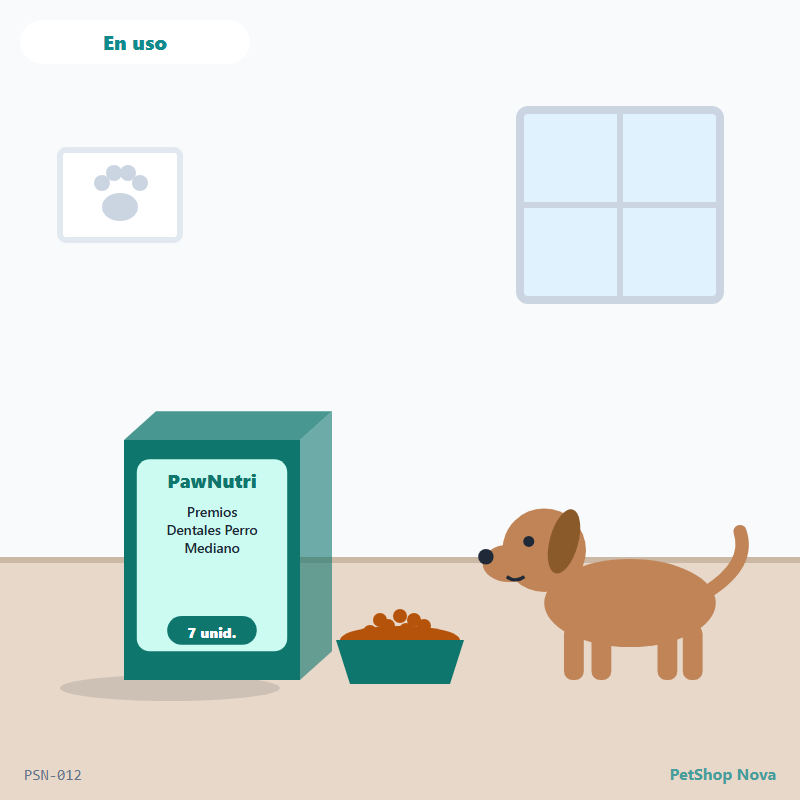 En uso
PawNutri
Premios
Dentales Perro
Mediano
7 unid.
PSN-012
PetShop Nova